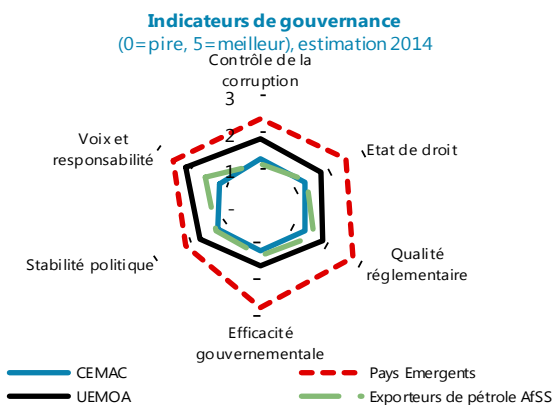 Indicateurs de gouvernance
(0=pire, 5=meilleur), estimation 2014
Contrôle de la
corruption
3
2
1
-
Etat de droit
Voix et
responsabilité
Qualité
réglementaire
Stabilité politique
Efficacité
gouvernementale
CEMAC
Pays Emergents
UEMOA
Exporteurs de pétrole AfSS